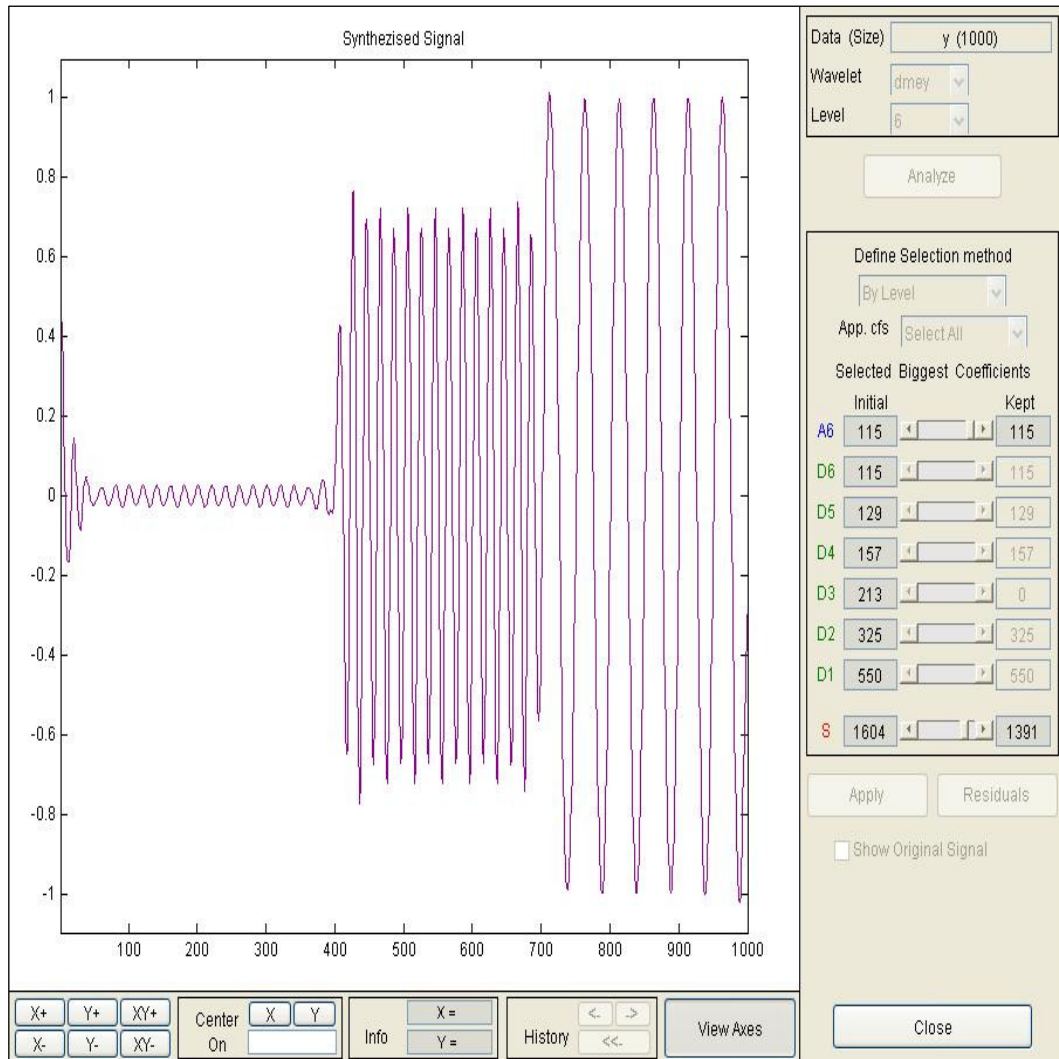 Synthezised Signal
1
0.8
0.6
0.4
0.2
0
-0.2
-0.4
-0.6
-0.8
-1
100 200 300 400 500 600 700 800 900 1000
Data (Size) y (1000)
Wavelet dmey
Level 6
Analyze
Define Selection method
By Level
App. cfs Select All
Selected Biggest Coefficients
Initial Kept
A6 115 115
D6 115 115
D5 129 129
D4 157 157
D3 213 0
D2 325 325
D1 550 550
S 1604 1391
Apply Residuals
Show Original Signal
X+ Y+ XY+
X- Y- XY-
Center On X Y
Info X = Y =
History <- -> <<-
View Axes
Close